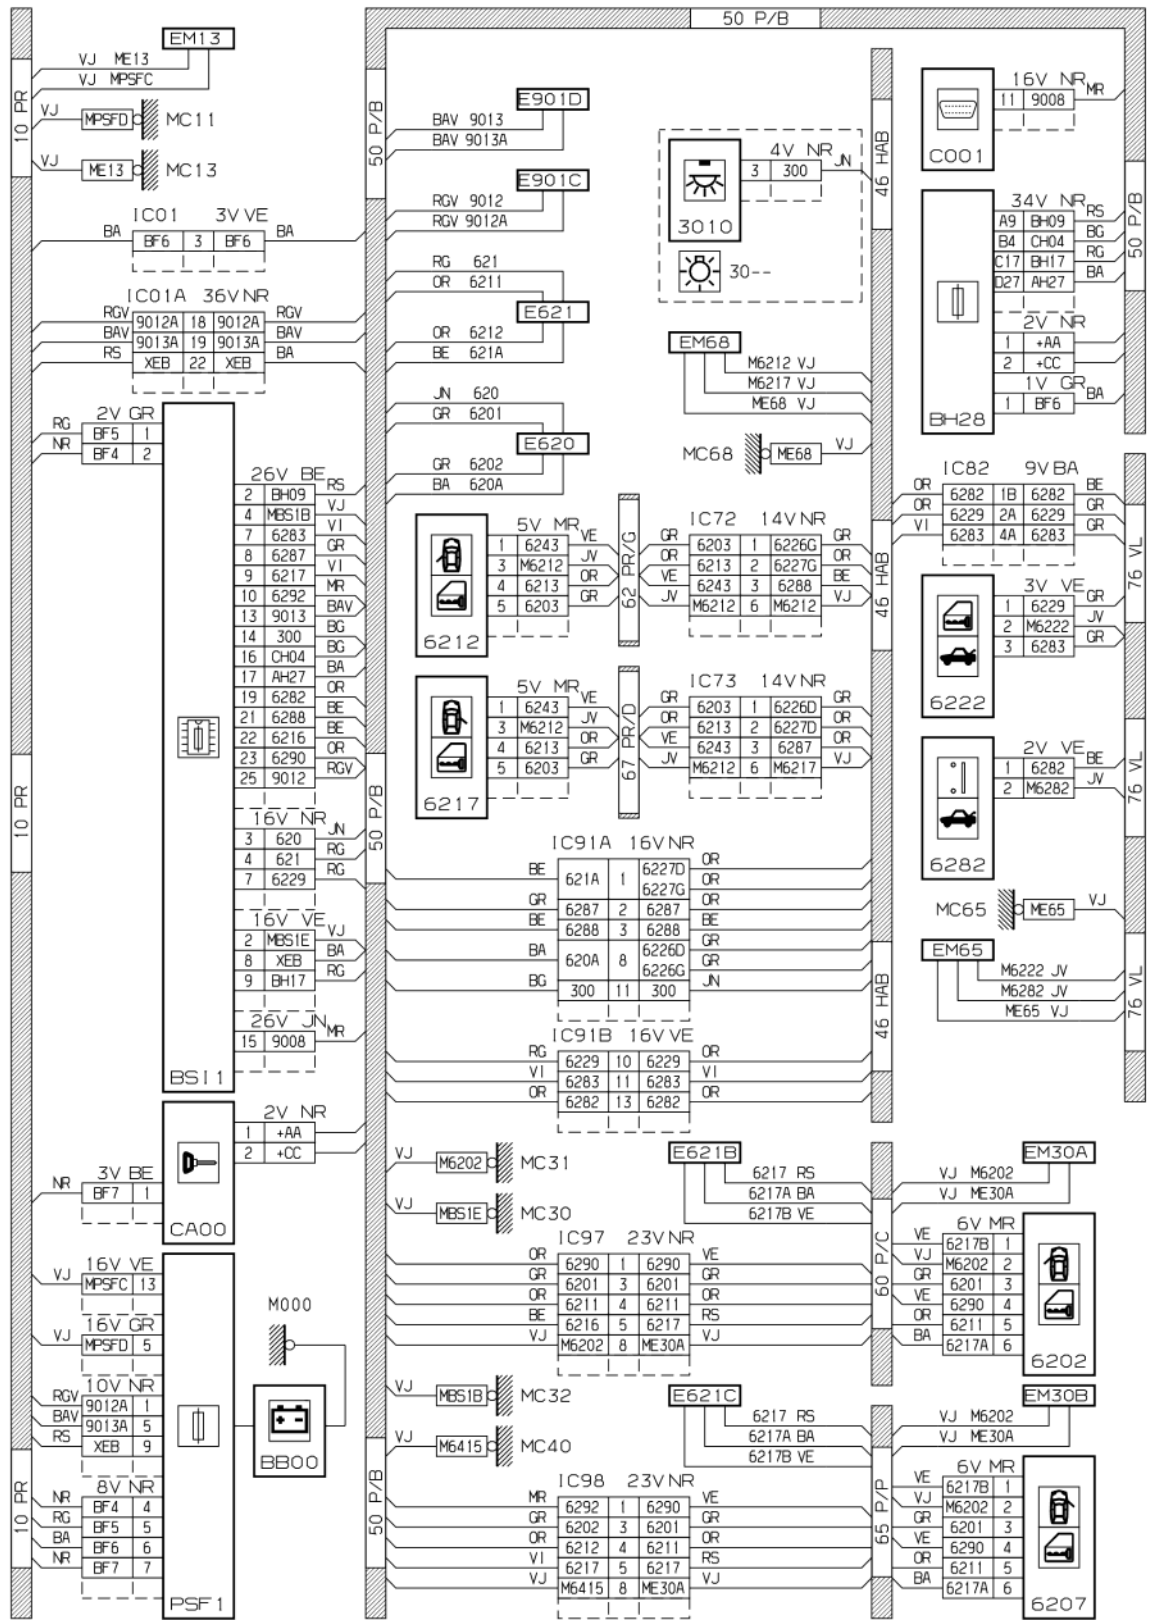 50 P/B
10 PR
EM13
VJ ME13
VJ MPSFC
VJ MPSFD MC11
VJ ME13 MC13
IC01 3V VE
BA BF6 3 BF6 BA
IC01A 36V NR
RGV 9012A 18 9012A RGV
BAV 9013A 19 9013A BAV
RS XEB 22 XEB BA
2V GR
RG BF5 1
NR BF4 2
26V BE
2 BH09 RS
4 MBS1B VJ
7 6283 VI
8 6287 GR
9 6217 VI
10 6292 MR
13 9013 BAV
14 300 BG
16 CH04 BG
17 AH27 BA
19 6282 OR
21 6288 BE
22 6216 BE
23 6290 OR
25 9012 RGV
10 PR
16V NR
3 620 JN
4 621 RG
7 6229 RG
16V VE
2 MBS1E VJ
8 XEB BA
9 BH17 RG
26V JN
15 9008 MR
BSI1
2V NR
1 +AA
2 +CC
3V BE
NR BF7 1
CA00
16V VE
VJ MPSFC 13
16V GR
VJ MPSFD 5
10V NR
RGV 9012A 1
BAV 9013A 5
RS XEB 9
8V NR
NR BF4 4
RG BF5 5
BA BF6 6
NR BF7 7
10 PR
PSF1
M000
BB00
50 P/B
E901D
BAV 9013
BAV 9013A
E901C
RGV 9012
RGV 9012A
RG 621
OR 6211
E621
OR 6212
BE 621A
JN 620
GR 6201
E620
GR 6202
BA 620A
4V NR
3 300 JN
3010
30--
46 HAB
EM68
M6212 VJ
M6217 VJ
ME68 VJ
MC68 ME68 VJ
5V MR
1 6243 VE
3 M6212 JV
4 6213 OR
5 6203 GR
6212
62 PR/G
IC72 14V NR
GR 6203 1 6226G GR
OR 6213 2 6227G OR
VE 6243 3 6288 BE
JV M6212 6 M6212 VJ
46 HAB
5V MR
1 6243 VE
3 M6212 JV
4 6213 OR
5 6203 GR
6217
67 PR/D
IC73 14V NR
GR 6203 1 6226D GR
OR 6213 2 6227D OR
VE 6243 3 6287 OR
JV M6212 6 M6217 VJ
50 P/B
IC91A 16V NR
BE 621A 1 6227D OR
6227G OR
GR 6287 2 6287 OR
BE 6288 3 6288 BE
BA 620A 8 6226D GR
6226G GR
BG 300 11 300 JN
46 HAB
IC91B 16V VE
RG 6229 10 6229 OR
VI 6283 11 6283 VI
OR 6282 13 6282 OR
VJ M6202 MC31
VJ MBS1E MC30
E621B
6217 RS
6217A BA
6217B VE
IC97 23V NR
OR 6290 1 6290 VE
GR 6201 3 6201 GR
OR 6211 4 6211 OR
BE 6216 5 6217 RS
VJ M6202 8 ME30A VJ
60 P/C
VJ MBS1B MC32
VJ M6415 MC40
E621C
6217 RS
6217A BA
6217B VE
50 P/B
IC98 23V NR
MR 6292 1 6290 VE
GR 6202 3 6201 GR
OR 6212 4 6211 OR
VI 6217 5 6217 RS
VJ M6415 8 ME30A VJ
65 P/P
16V NR
11 9008 MR
C001
34V NR
A9 BH09 RS
B4 CH04 BG
C17 BH17 RG
D27 AH27 BA
2V NR
1 +AA
2 +CC
1V GR
1 BF6 BA
BH28
50 P/B
IC82 9V BA
OR 6282 1B 6282 BE
OR 6229 2A 6229 GR
VI 6283 4A 6283 GR
3V VE
1 6229 GR
2 M6222 JV
3 6283 GR
6222
76 VL
2V VE
1 6282 BE
2 M6282 JV
6282
76 VL
MC65 ME65 VJ
EM65
M6222 JV
M6282 JV
ME65 VJ
76 VL
EM30A
VJ M6202
VJ ME30A
6V MR
VE 6217B 1
VJ M6202 2
GR 6201 3
VE 6290 4
OR 6211 5
BA 6217A 6
6202
EM30B
VJ M6202
VJ ME30A
6V MR
VE 6217B 1
VJ M6202 2
GR 6201 3
VE 6290 4
OR 6211 5
BA 6217A 6
6207